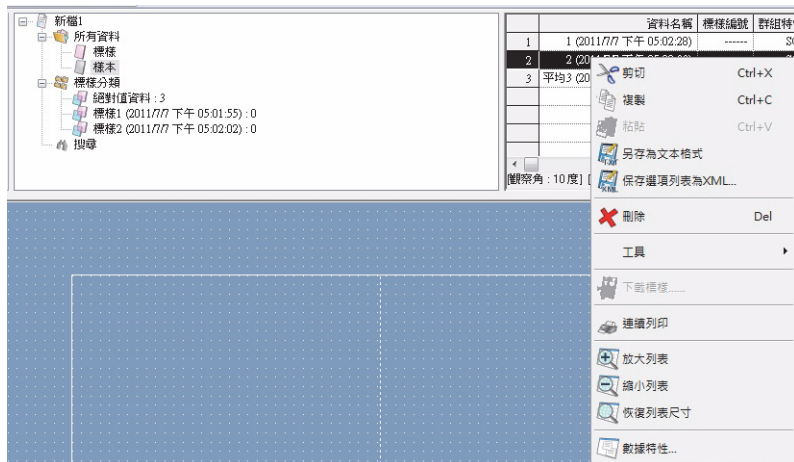 新檔1
所有資料
標樣
樣本
標樣分類
絕對值資料 : 3
標樣1 (2011/7/7 下午 05:01:55) : 0
標樣2 (2011/7/7 下午 05:02:02) : 0
搜尋
資料名稱 標樣編號 群組特
1 1 (2011/7/7 下午 05:02:28) ------
2 2 (20
3 平均3 (20
[觀察角 : 10度] [
剪切 Ctrl+X
複製 Ctrl+C
粘貼 Ctrl+V
另存為文本格式
保存選項列表為XML...
刪除 Del
工具
下載標樣......
連續列印
放大列表
縮小列表
恢復列表尺寸
數據特性...